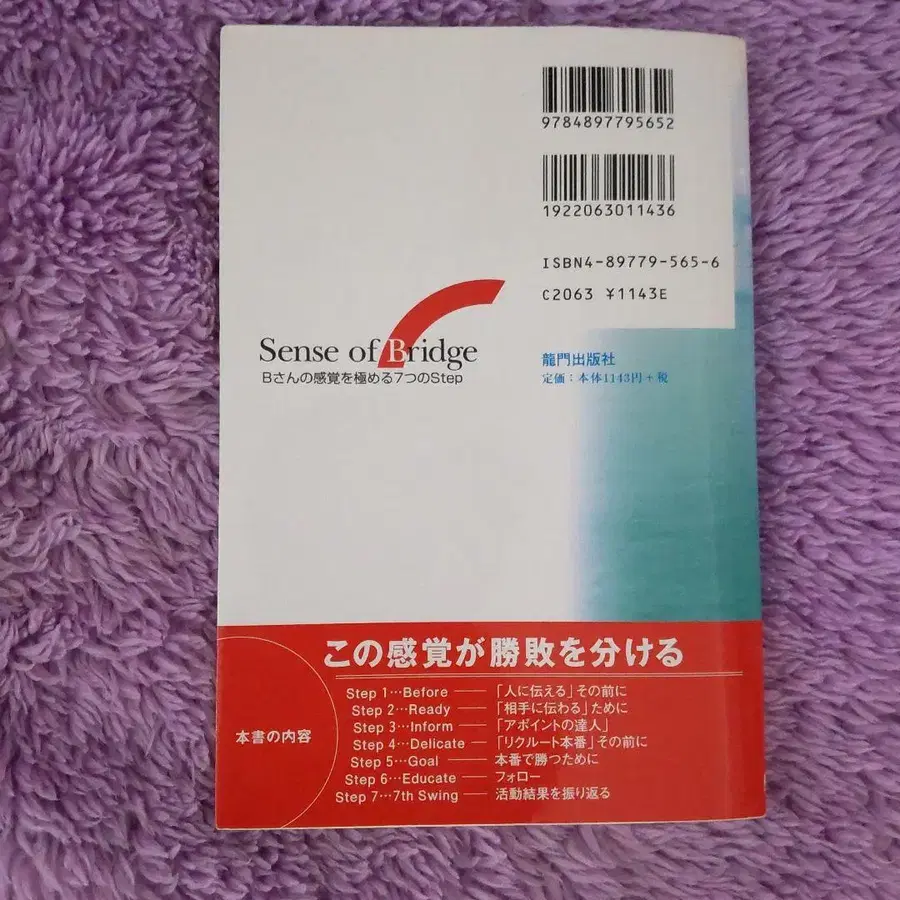 9784897795652
1922063011436
ISBN4-89779-565-6
C2063 ¥1143E
Sense of Bridge
Bさんの感覚を極める7つのStep
龍門出版社
定価：本体1143円+税
この感覚が勝敗を分ける
本書の内容
Step 1…Before ── 「人に伝える」その前に
Step 2…Ready ── 「相手に伝わる」ために
Step 3…Inform ── 「アポイントの達人」
Step 4…Delicate ── 「リクルート本番」その前に
Step 5…Goal ── 本番で勝つために
Step 6…Educate ── フォロー
Step 7…7th Swing ── 活動結果を振り返る